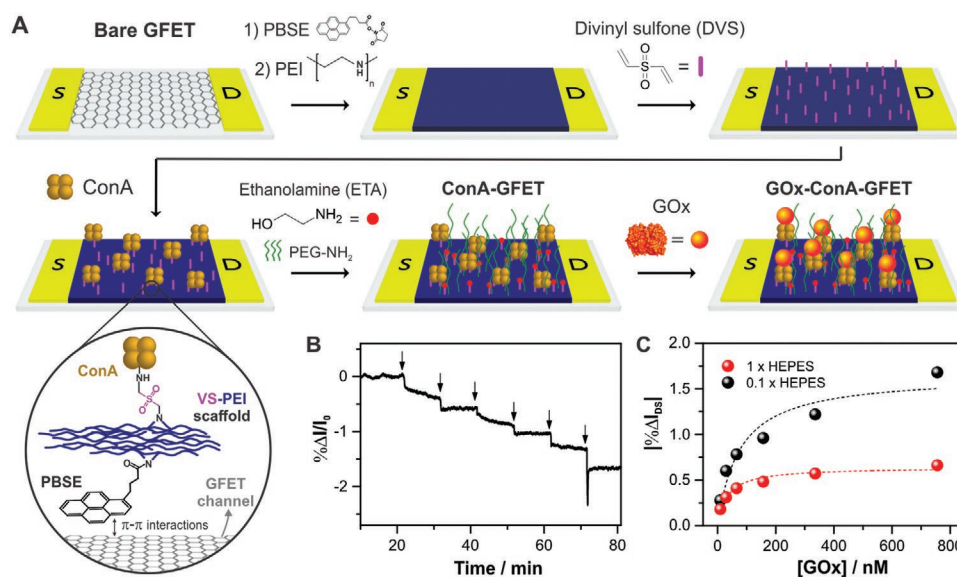 A
Bare GFET
1) PBSE
2) PEI
N
H
n
O
O
N
O
O
Divinyl sulfone (DVS)
O
S
O
=
S
D
S
D
S
D
ConA
Ethanolamine (ETA)
HO
NH2 =
PEG-NH2
ConA-GFET
GOx
=
GOx-ConA-GFET
S
D
S
D
S
D
ConA
NH
O
S
O
VS-PEI
scaffold
N
N
O
PBSE
GFET
channel
π-π interactions
B
%ΔI/I0
0
-1
-2
20
40
60
80
Time / min
C
|%ΔIDS|
2.0
1.5
1.0
0.5
0.0
1 x HEPES
0.1 x HEPES
0
200
400
600
800
[GOx] / nM